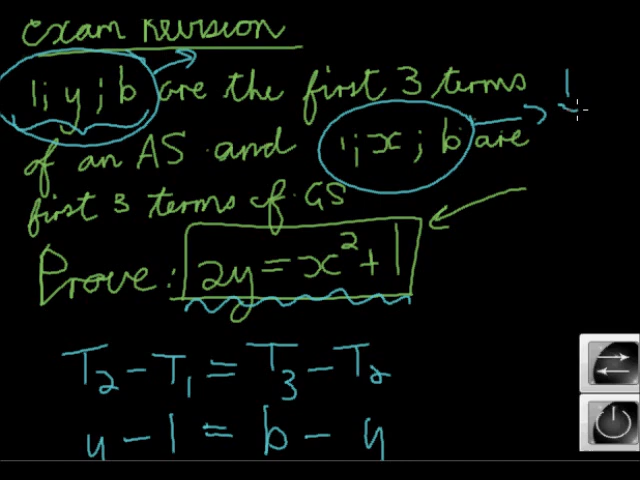 Exam Revision
1; y; b are the first 3 terms
of an AS and 1; x; b are
first 3 terms of GS
Prove: 2y = x² + 1
T₂ - T₁ = T₃ - T₂
y - 1 = b - y
1